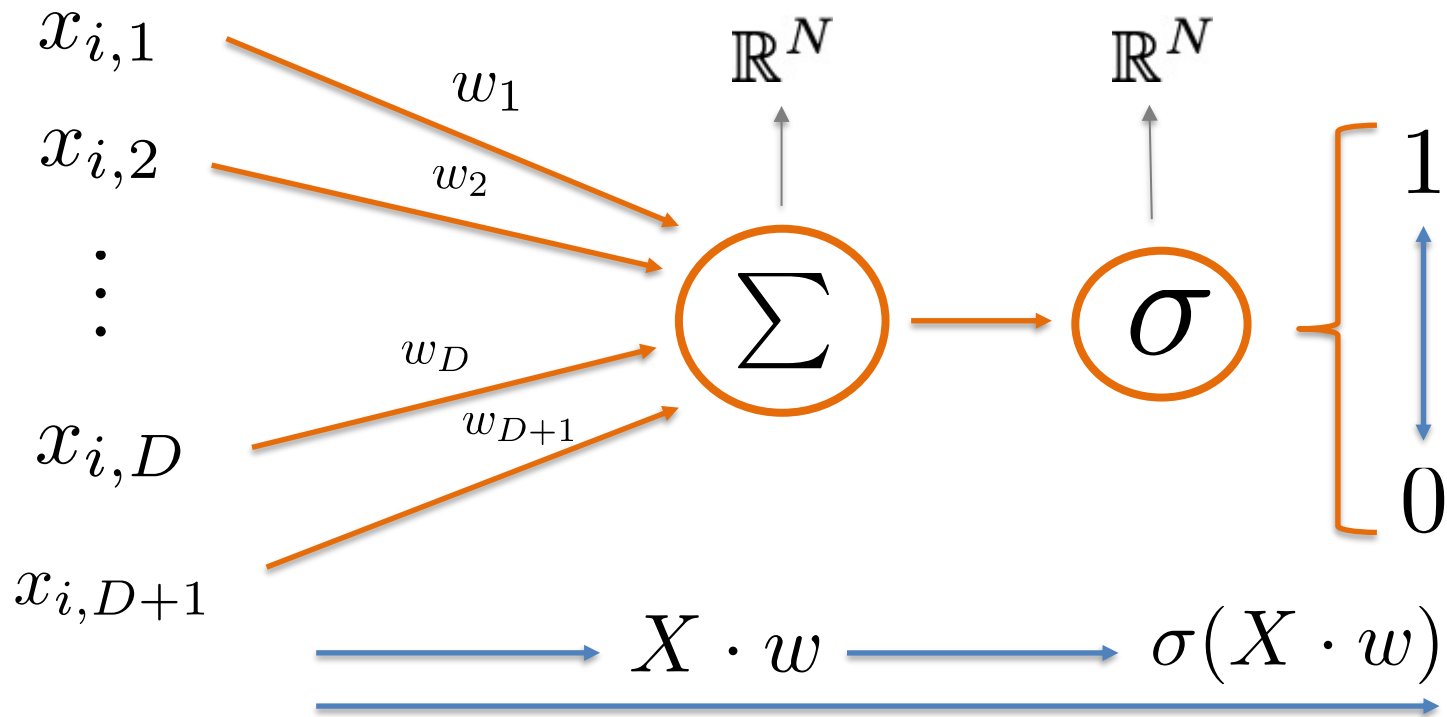 x_{i,1}
w_1
ℝ^N
ℝ^N
x_{i,2}
w_2
1
⋮
∑
σ
w_D
x_{i,D}
w_{D+1}
0
x_{i,D+1}
X · w
σ(X · w)